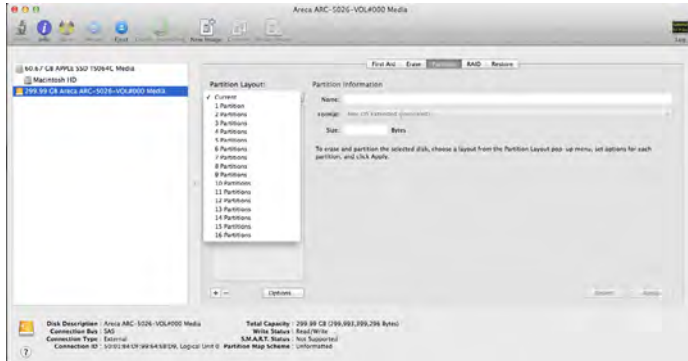 Areca ARC-5026-VOL#000 Media
Info
Eject
New Image
Log
60.67 GB APPLE SSD TS064C Media
Macintosh HD
299.99 GB Areca ARC-5026-VOL#000 Media
First Aid Erase Partition RAID Restore
Partition Layout:
✓ Current
1 Partition
2 Partitions
3 Partitions
4 Partitions
5 Partitions
6 Partitions
7 Partitions
8 Partitions
9 Partitions
10 Partitions
11 Partitions
12 Partitions
13 Partitions
14 Partitions
15 Partitions
16 Partitions
+ − Options...
Partition Information
Name:
Format:
Size: Bytes
To erase and partition the selected disk, choose a layout from the Partition Layout pop-up menu, set options for each
partition, and click Apply.
Revert Apply
Disk Description : Areca ARC-5026-VOL#000 Media
Connection Bus : SAS
Connection Type : External
Connection ID : Logical Unit 0
Total Capacity : 299.99 GB (299,993,399,296 Bytes)
Write Status : Read/Write
S.M.A.R.T. Status : Not Supported
Partition Map Scheme : Unformatted
?